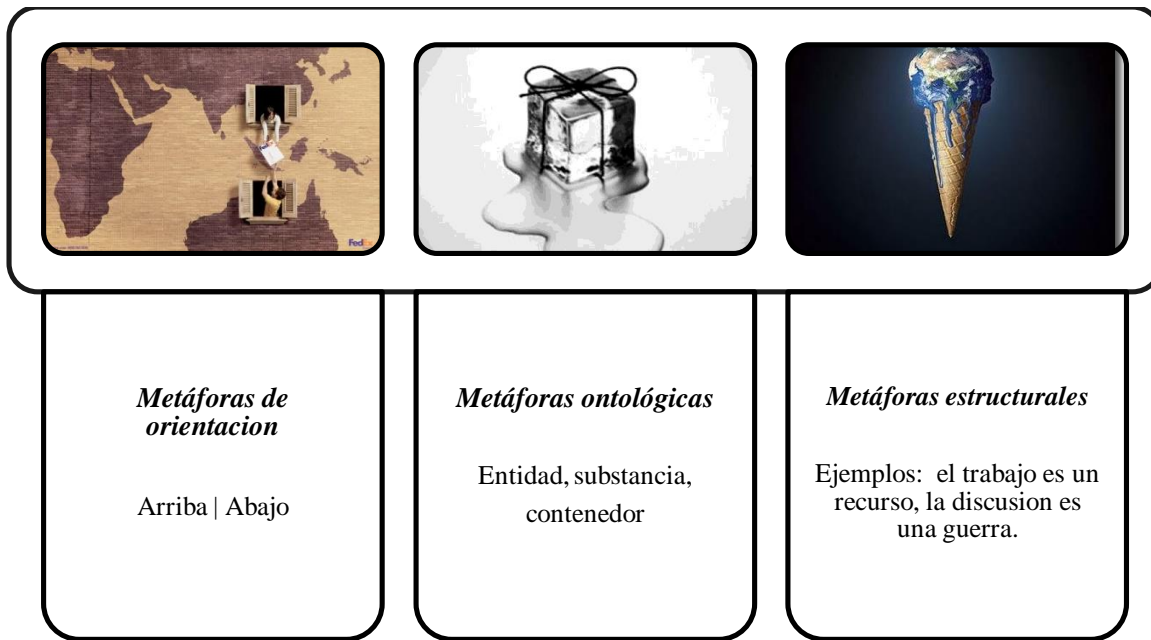 FedEx
Metáforas de
orientacion
Arriba | Abajo
Metáforas ontológicas
Entidad, substancia,
contenedor
Metáforas estructurales
Ejemplos:  el trabajo es un
recurso, la discusion es
una guerra.